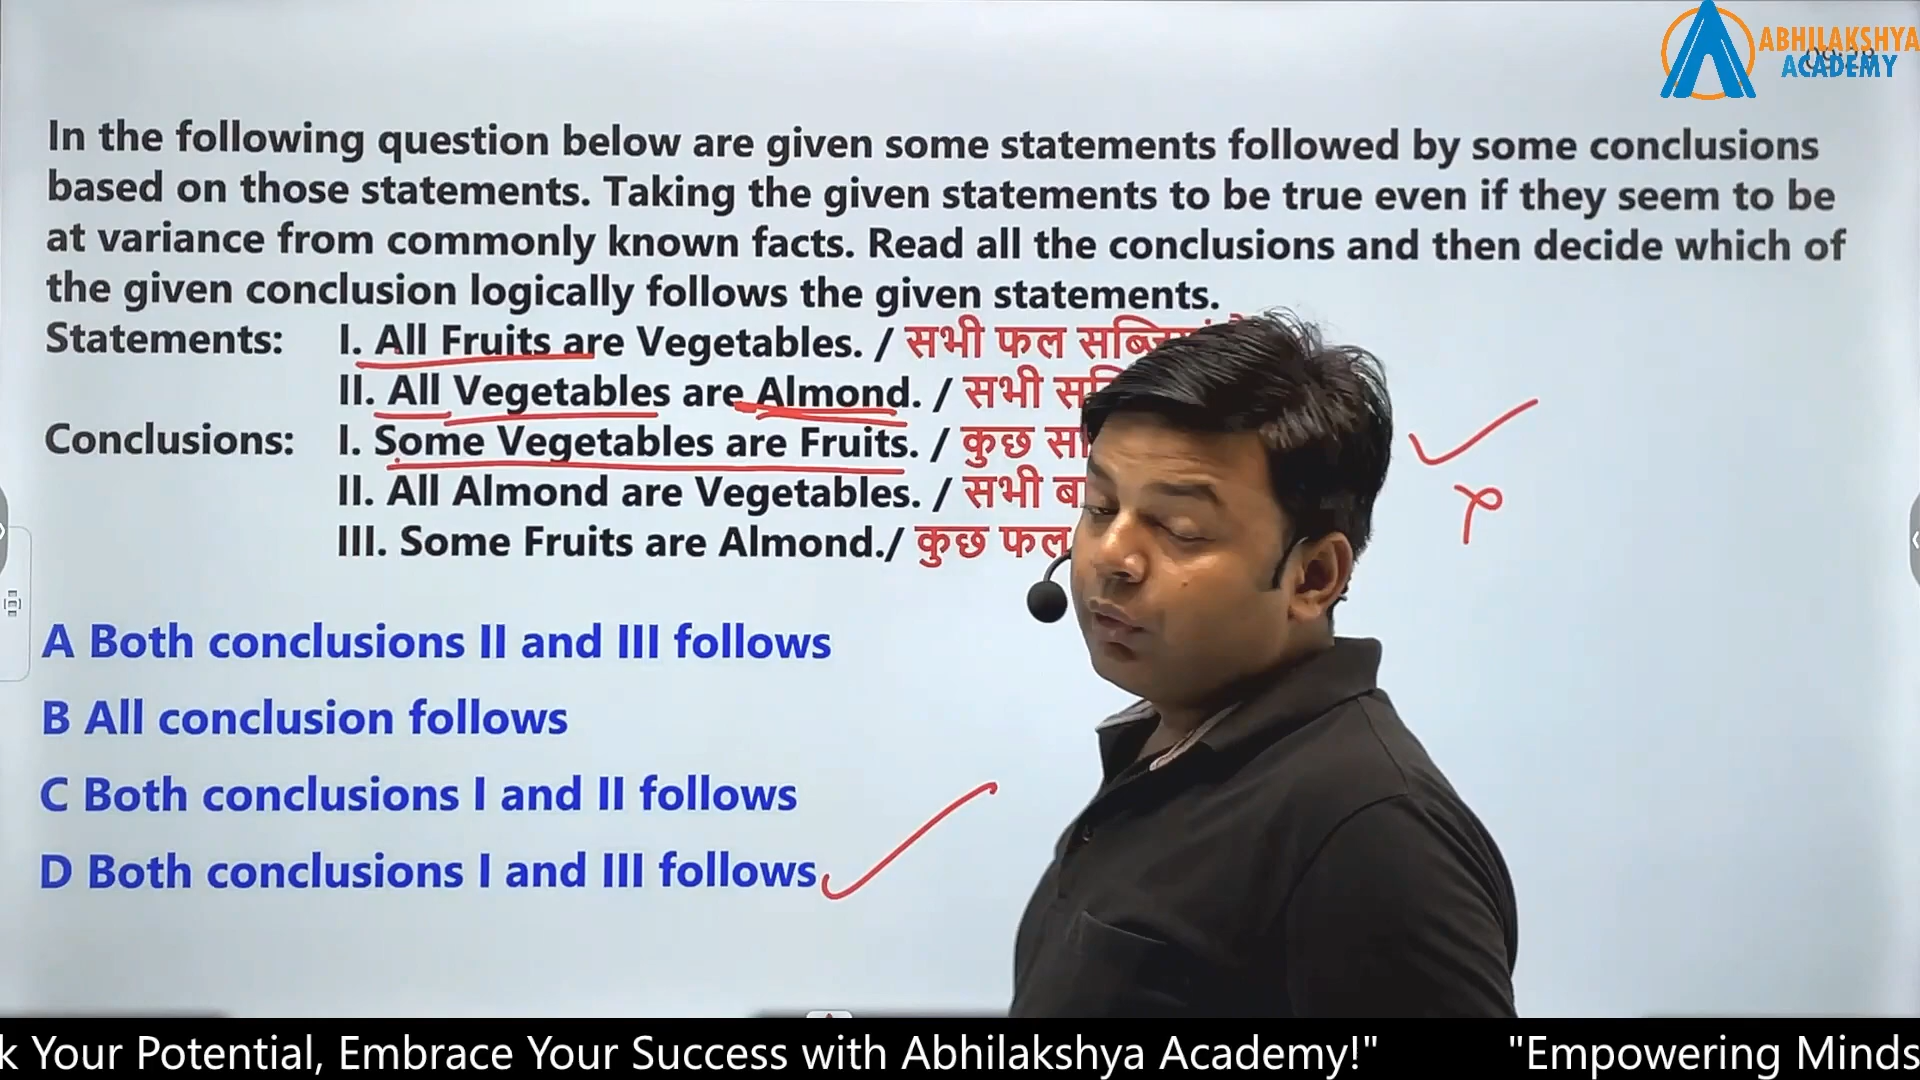 ABHILAKSHYA
ACADEMY
In the following question below are given some statements followed by some conclusions
based on those statements. Taking the given statements to be true even if they seem to be
at variance from commonly known facts. Read all the conclusions and then decide which of
the given conclusion logically follows the given statements.
Statements: I. All Fruits are Vegetables. / सभी फल
II. All Vegetables are Almond. / सभी
Conclusions: I. Some Vegetables are Fruits. / कुछ
II. All Almond are Vegetables. / सभी
III. Some Fruits are Almond./ कुछ फल
A Both conclusions II and III follows
B All conclusion follows
C Both conclusions I and II follows
D Both conclusions I and III follows
Your Potential, Embrace Your Success with Abhilakshya Academy!" "Empowering Minds